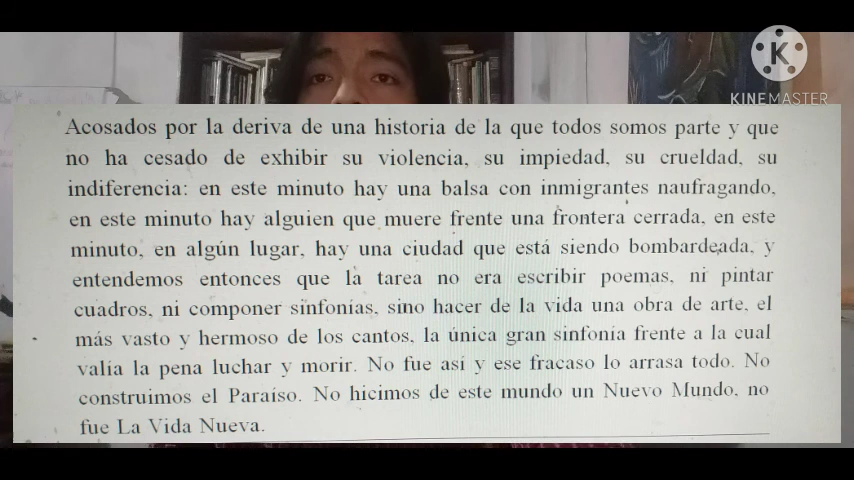 KINEMASTER
Acosados por la deriva de una historia de la que todos somos parte y que
no ha cesado de exhibir su violencia, su impiedad, su crueldad, su
indiferencia: en este minuto hay una balsa con inmigrantes naufragando,
en este minuto hay alguien que muere frente una frontera cerrada, en este
minuto, en algún lugar, hay una ciudad que está siendo bombardeada, y
entendemos entonces que la tarea no era escribir poemas, ni pintar
cuadros, ni componer sinfonías, sino hacer de la vida una obra de arte, el
más vasto y hermoso de los cantos, la única gran sinfonía frente a la cual
valía la pena luchar y morir. No fue así y ese fracaso lo arrasa todo. No
construimos el Paraíso. No hicimos de este mundo un Nuevo Mundo, no
fue La Vida Nueva.